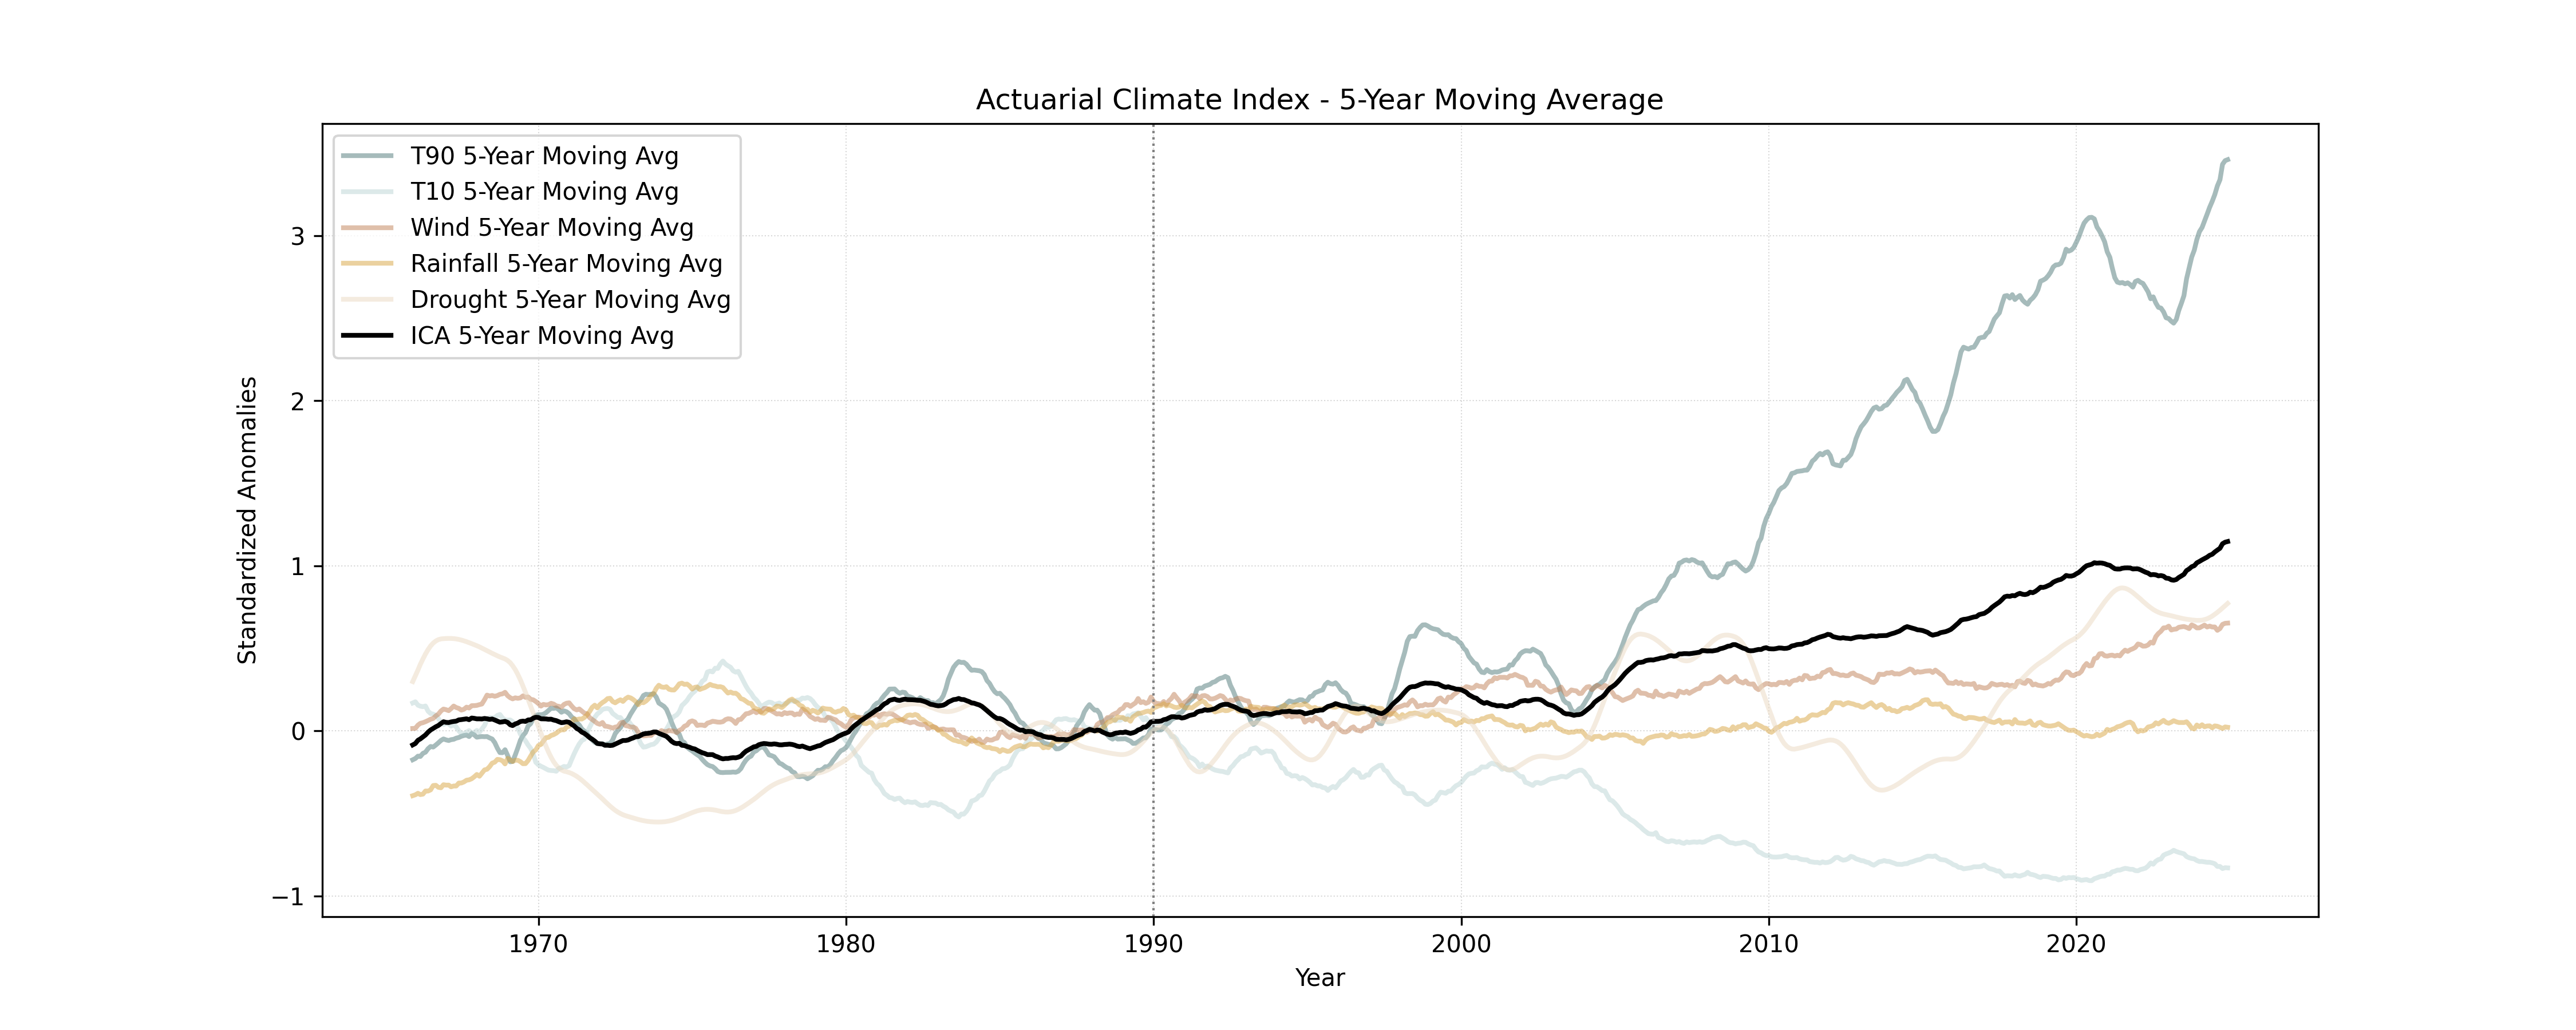 Actuarial Climate Index - 5-Year Moving Average
T90 5-Year Moving Avg
T10 5-Year Moving Avg
Wind 5-Year Moving Avg
Rainfall 5-Year Moving Avg
Drought 5-Year Moving Avg
ICA 5-Year Moving Avg
Standardized Anomalies
3
2
1
0
−1
1970 1980 1990 2000 2010 2020
Year